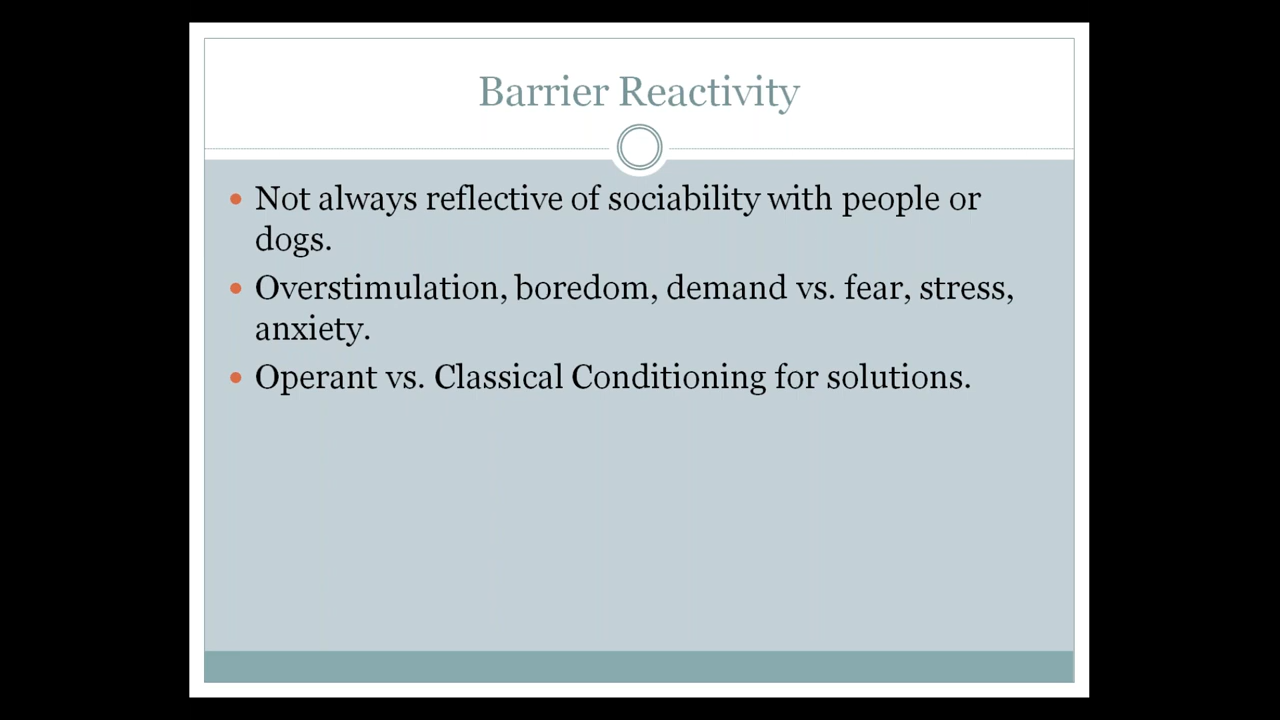 Barrier Reactivity
• Not always reflective of sociability with people or
dogs.
• Overstimulation, boredom, demand vs. fear, stress,
anxiety.
• Operant vs. Classical Conditioning for solutions.